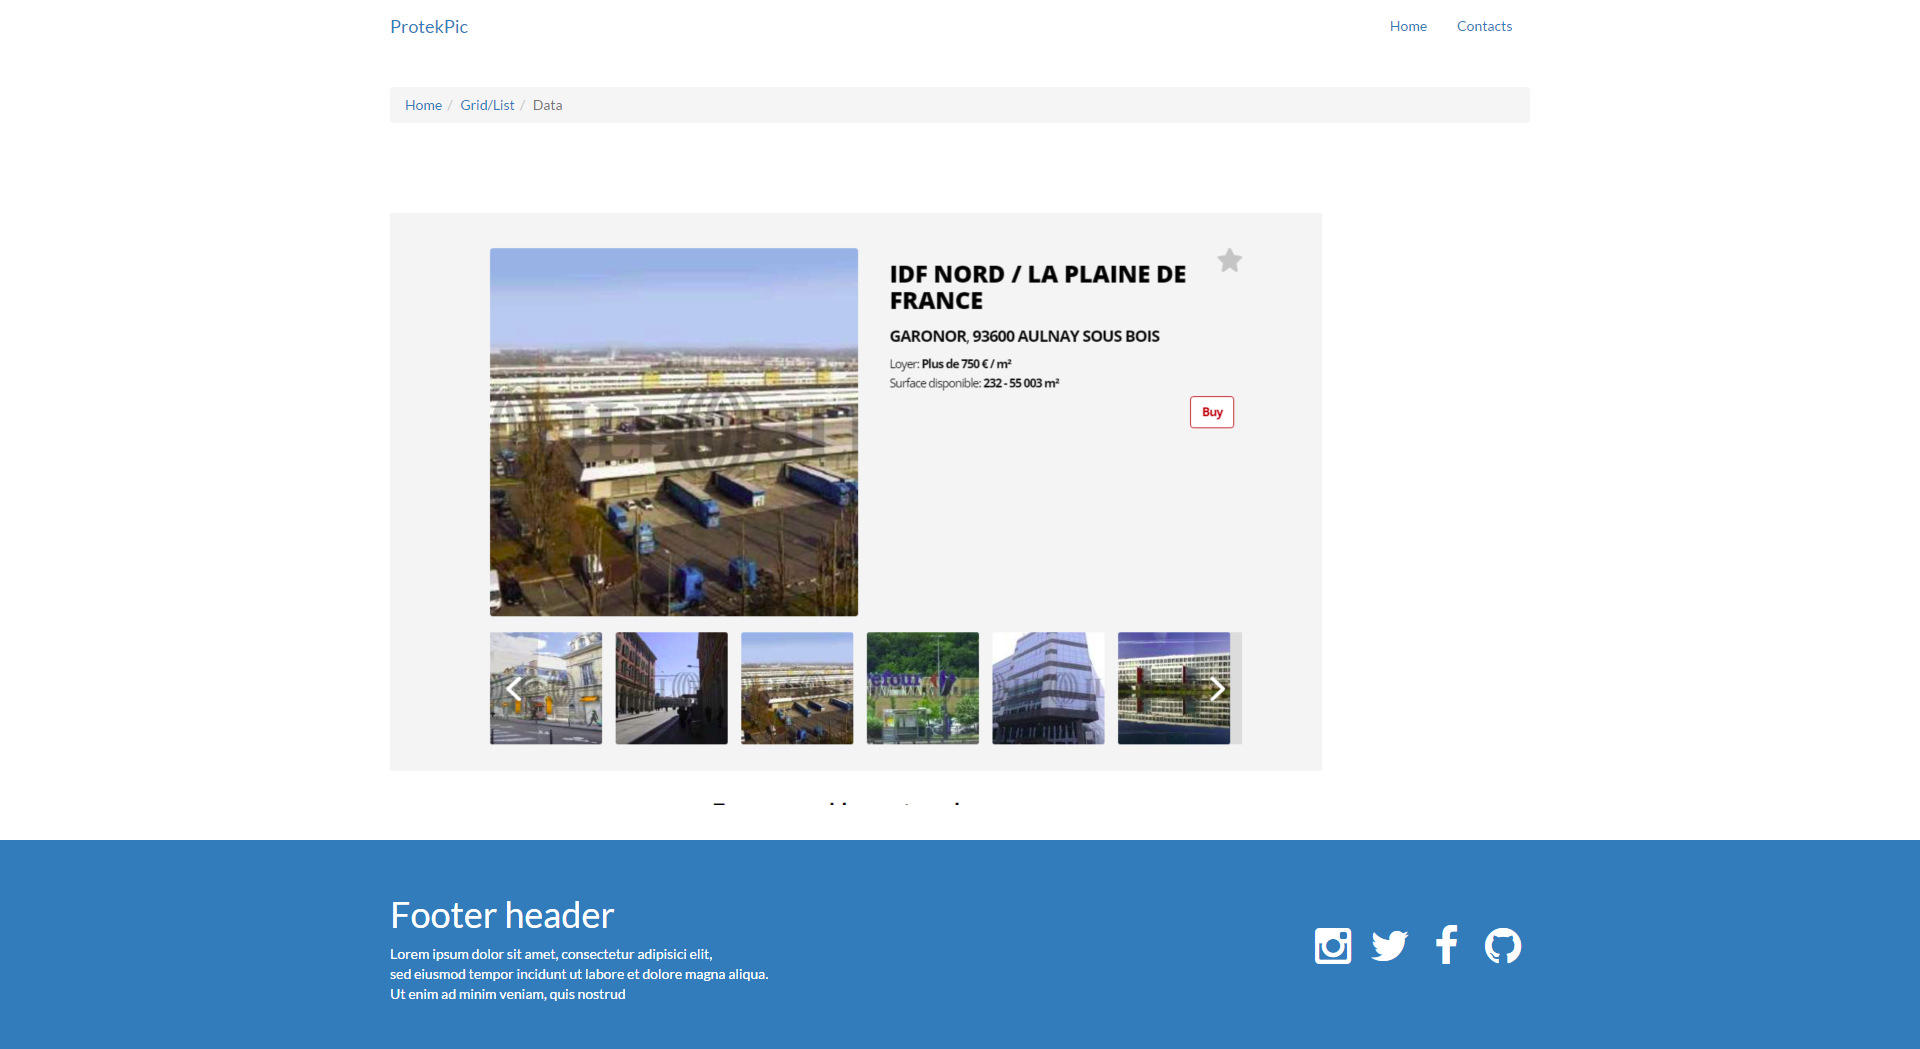 ProtekPic
Home
Contacts
Home / Grid/List / Data
IDF NORD / LA PLAINE DE
FRANCE
GARONOR, 93600 AULNAY SOUS BOIS
Loyer: Plus de 750 € / m²
Surface disponible: 232 - 55 003 m²
Buy
efour
Footer header
Lorem ipsum dolor sit amet, consectetur adipisici elit,
sed eiusmod tempor incidunt ut labore et dolore magna aliqua.
Ut enim ad minim veniam, quis nostrud